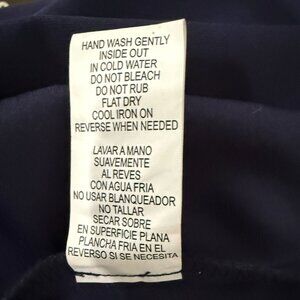 HAND WASH GENTLY
INSIDE OUT
IN COLD WATER
DO NOT BLEACH
DO NOT RUB
FLAT DRY
COOL IRON ON
REVERSE WHEN NEEDED
LAVAR A MANO
SUAVEMENTE
AL REVES
CON AGUA FRIA
NO USAR BLANQUEADOR
NO TALLAR
SECAR SOBRE
EN SUPERFICIE PLANA
PLANCHA FRIA EN EL
REVERSO SI SE NECESITA